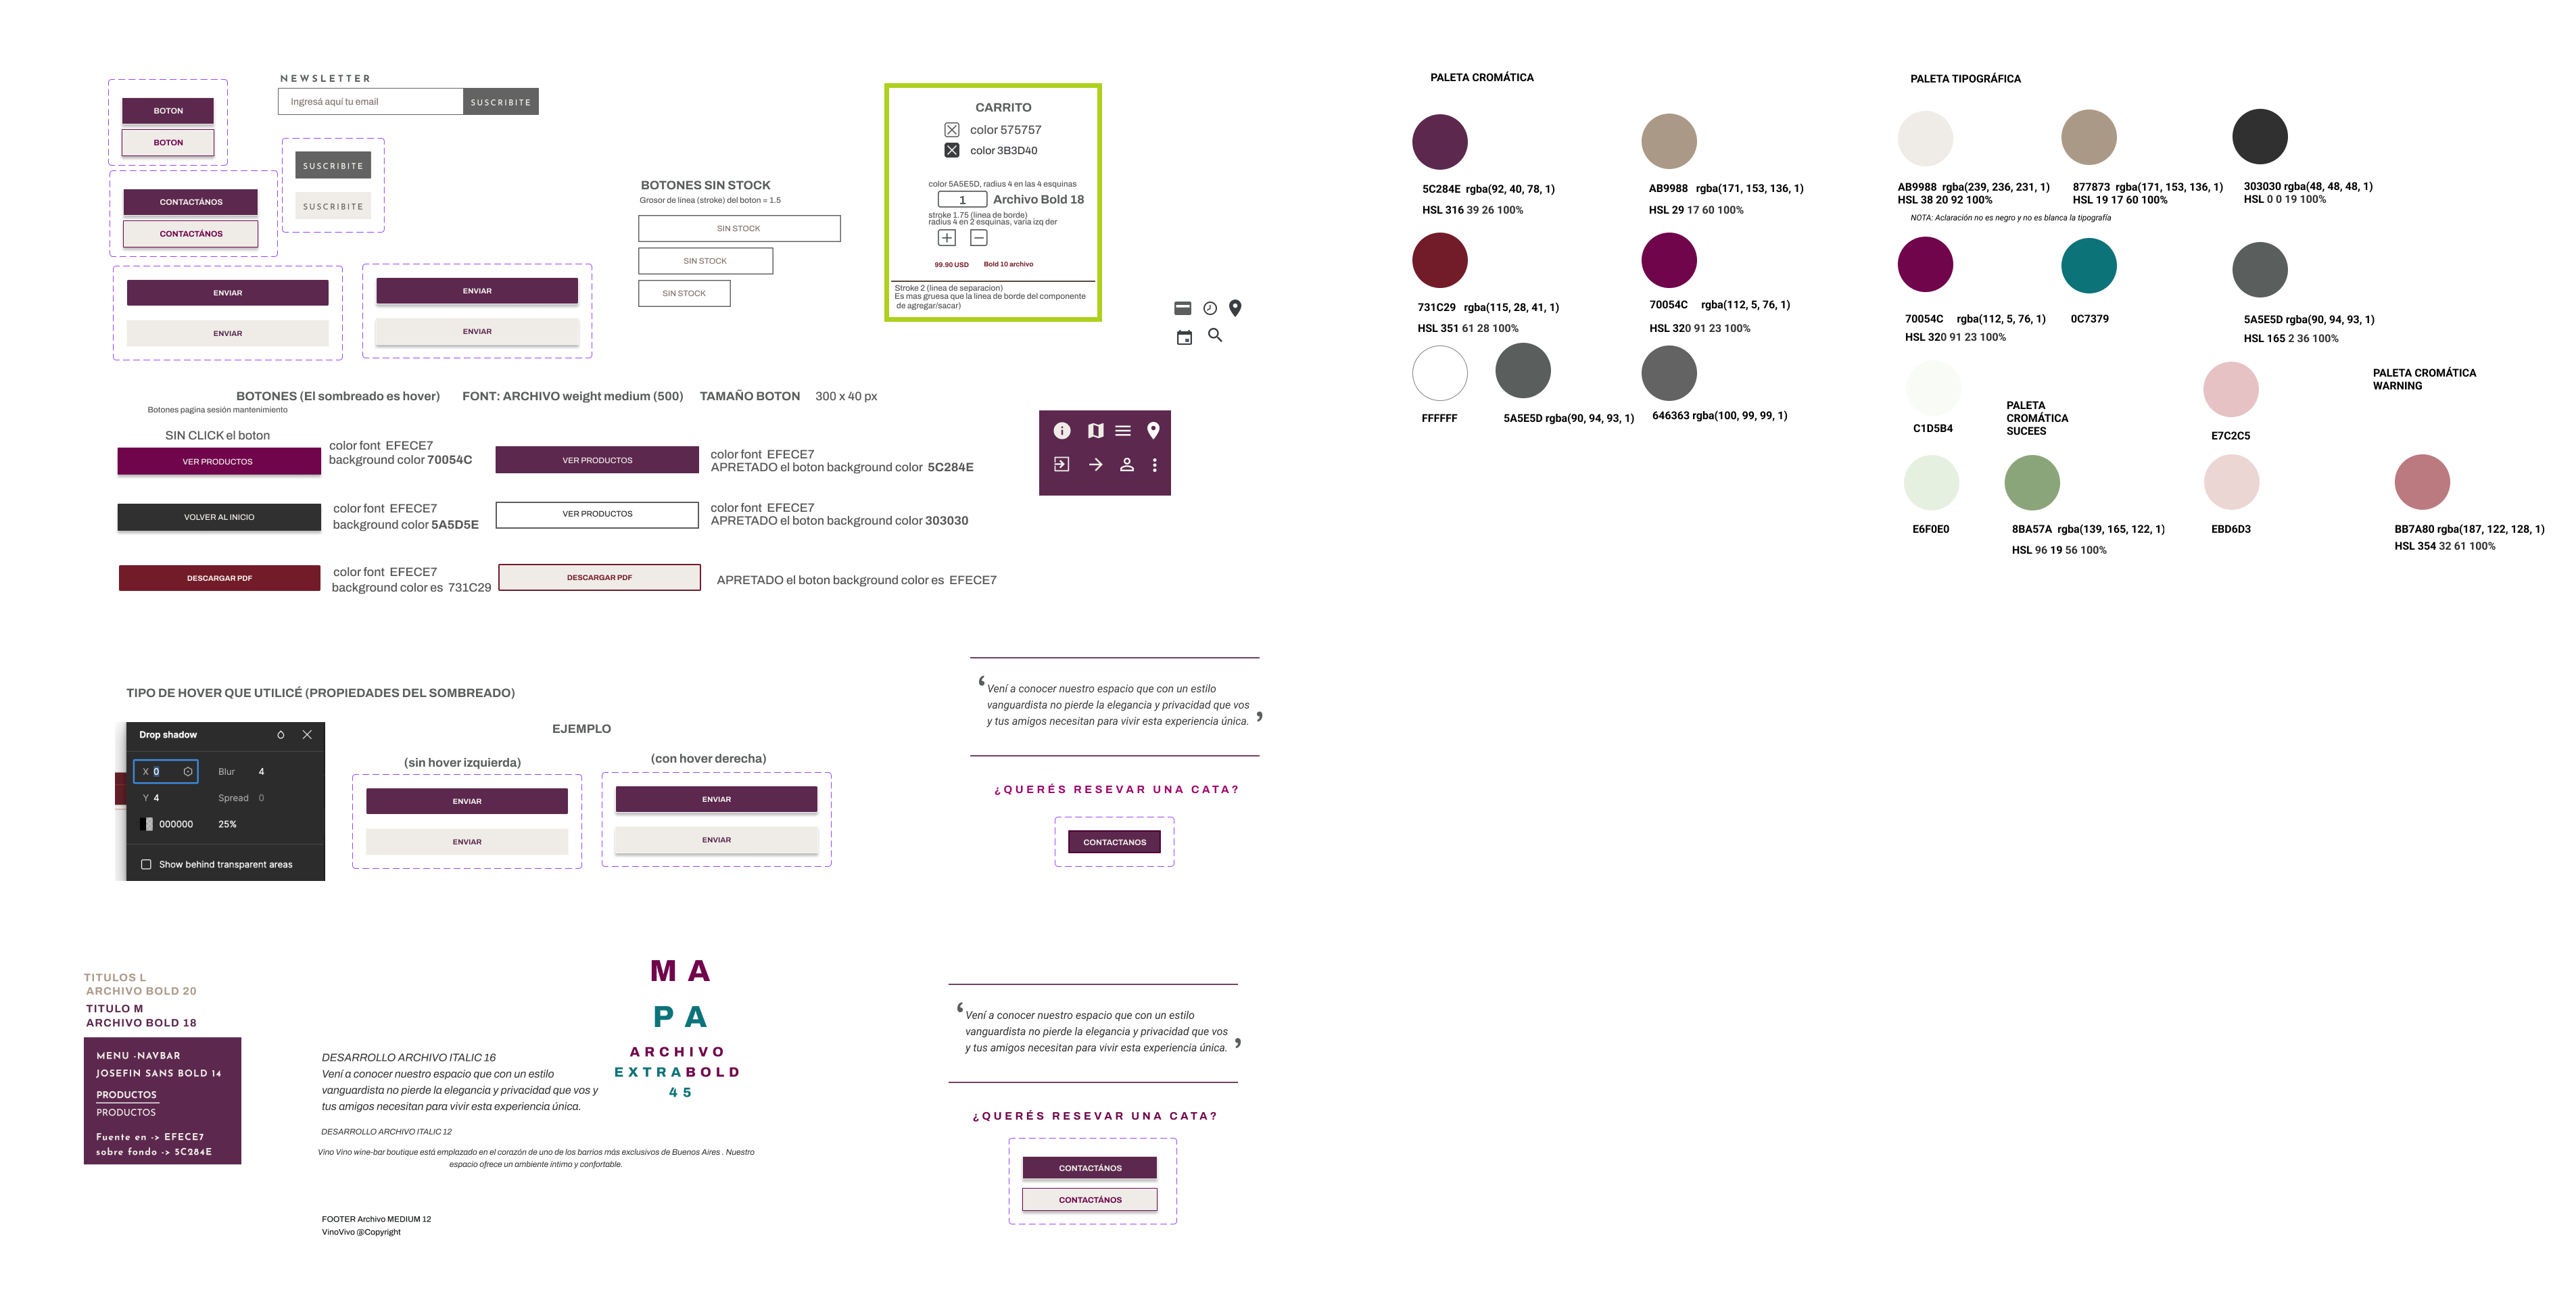 NEWSLETTER
Ingresá aquí tu email
SUSCRIBITE
BOTON
BOTON
SUSCRIBITE
SUSCRIBITE
CONTACTÁNOS
CONTACTÁNOS
ENVIAR
ENVIAR
ENVIAR
ENVIAR
BOTONES SIN STOCK
Grosor de línea (stroke) del boton = 1.5
SIN STOCK
SIN STOCK
SIN STOCK
CARRITO
color 575757
color 3B3D40
color 5A5E5D, radius 4 en las 4 esquinas
1 Archivo Bold 18
stroke 1.75 (linea de borde)
radius 4 en 2 esquinas, varia izq der
99.90 USD Bold 10 archivo
Stroke 2 (linea de separacion)
Es mas gruesa que la linea de borde del componente
de agregar/sacar)
BOTONES (El sombreado es hover) FONT: ARCHIVO weight medium (500) TAMAÑO BOTON 300 x 40 px
Botones pagina sesión mantenimiento
SIN CLICK el boton
VER PRODUCTOS
color font EFECE7
background color 70054C
VER PRODUCTOS
color font EFECE7
APRETADO el boton background color 5C284E
VOLVER AL INICIO
color font EFECE7
background color 5A5D5E
VER PRODUCTOS
color font EFECE7
APRETADO el boton background color 303030
DESCARGAR PDF
color font EFECE7
background color es 731C29
DESCARGAR PDF
APRETADO el boton background color es EFECE7
TIPO DE HOVER QUE UTILICÉ (PROPIEDADES DEL SOMBREADO)
Drop shadow
X 0 Blur 4
Y 4 Spread 0
000000 25%
Show behind transparent areas
EJEMPLO
(sin hover izquierda)
(con hover derecha)
ENVIAR
ENVIAR
ENVIAR
ENVIAR
‘ Vení a conocer nuestro espacio que con un estilo
vanguardista no pierde la elegancia y privacidad que vos
y tus amigos necesitan para vivir esta experiencia única. ’
¿QUERÉS RESEVAR UNA CATA?
CONTACTANOS
TITULOS L
ARCHIVO BOLD 20
TITULO M
ARCHIVO BOLD 18
MENU -NAVBAR
JOSEFIN SANS BOLD 14
PRODUCTOS
PRODUCTOS
Fuente en -> EFECE7
sobre fondo -> 5C284E
DESARROLLO ARCHIVO ITALIC 16
Vení a conocer nuestro espacio que con un estilo
vanguardista no pierde la elegancia y privacidad que vos y
tus amigos necesitan para vivir esta experiencia única.
DESARROLLO ARCHIVO ITALIC 12
Vino Vino wine-bar boutique está emplazado en el corazón de uno de los barrios más exclusivos de Buenos Aires . Nuestro
espacio ofrece un ambiente íntimo y confortable.
FOOTER Archivo MEDIUM 12
VinoVivo @Copyright
MA
PA
ARCHIVO
EXTRABOLD
45
‘ Vení a conocer nuestro espacio que con un estilo
vanguardista no pierde la elegancia y privacidad que vos
y tus amigos necesitan para vivir esta experiencia única. ’
¿QUERÉS RESEVAR UNA CATA?
CONTACTÁNOS
CONTACTÁNOS
PALETA CROMÁTICA
5C284E rgba(92, 40, 78, 1)
HSL 316 39 26 100%
AB9988 rgba(171, 153, 136, 1)
HSL 29 17 60 100%
731C29 rgba(115, 28, 41, 1)
HSL 351 61 28 100%
70054C rgba(112, 5, 76, 1)
HSL 320 91 23 100%
FFFFFF
5A5E5D rgba(90, 94, 93, 1)
646363 rgba(100, 99, 99, 1)
PALETA TIPOGRÁFICA
AB9988 rgba(239, 236, 231, 1)
HSL 38 20 92 100%
877873 rgba(171, 153, 136, 1)
HSL 19 17 60 100%
303030 rgba(48, 48, 48, 1)
HSL 0 0 19 100%
NOTA: Aclaración no es negro y no es blanca la tipografía
70054C rgba(112, 5, 76, 1)
HSL 320 91 23 100%
0C7379
5A5E5D rgba(90, 94, 93, 1)
HSL 165 2 36 100%
C1D5B4
PALETA
CROMÁTICA
SUCEES
E7C2C5
PALETA CROMÁTICA
WARNING
E6F0E0
8BA57A rgba(139, 165, 122, 1)
HSL 96 19 56 100%
EBD6D3
BB7A80 rgba(187, 122, 128, 1)
HSL 354 32 61 100%